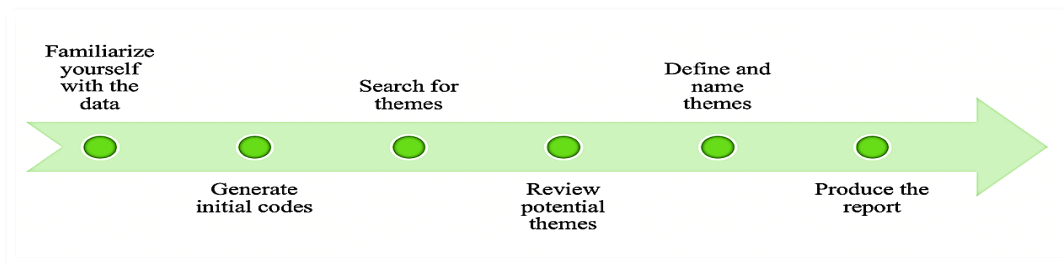 Familiarize
yourself
with the
data
Generate
initial codes
Search for
themes
Review
potential
themes
Define and
name
themes
Produce the
report